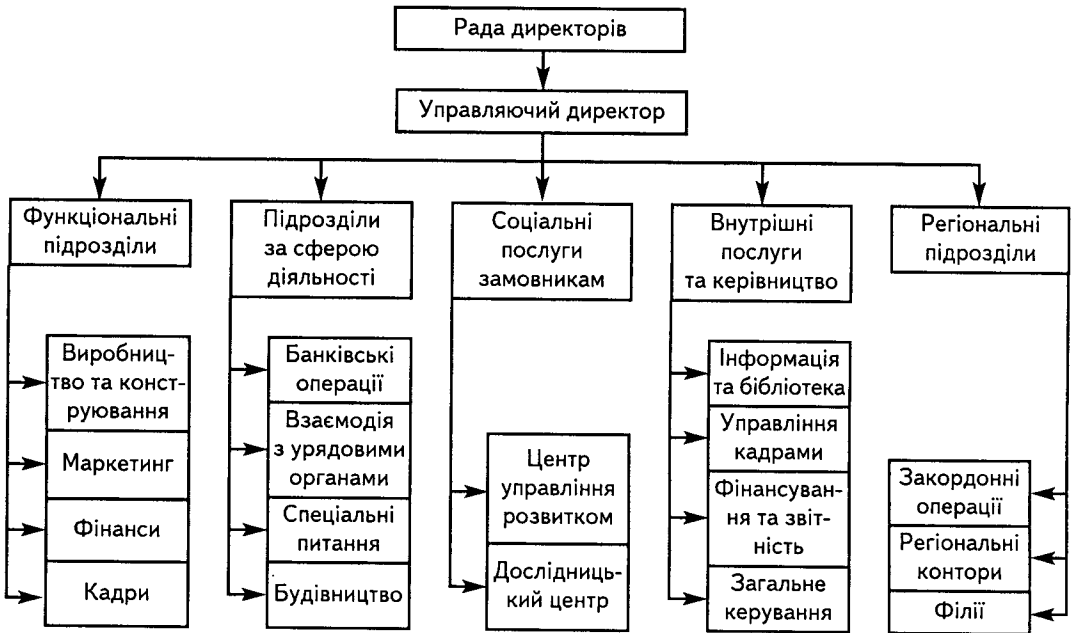 Рада директорів
Управляючий директор
Функціональні
підрозділи
Підрозділи
за сферою
діяльності
Соціальні
послуги
замовникам
Внутрішні
послуги
та керівництво
Регіональні
підрозділи
Виробниц-
тво та конст-
руювання
Маркетинг
Фінанси
Кадри
Банківські
операції
Взаємодія
з урядовими
органами
Спеціальні
питання
Будівництво
Центр
управління
розвитком
Дослідниць-
кий центр
Інформація
та бібліотека
Управління
кадрами
Фінансуван-
ня та звіт-
ність
Загальне
керування
Закордонні
операції
Регіональні
контори
Філії